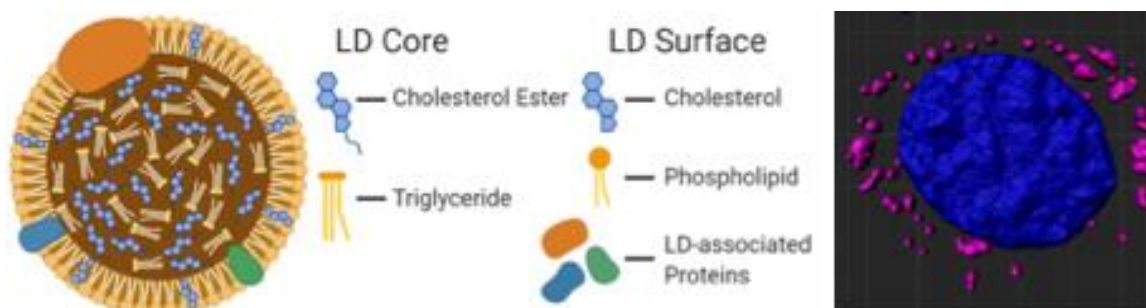 LD Core
Cholesterol Ester
Triglyceride
LD Surface
Cholesterol
Phospholipid
LD-associated
Proteins